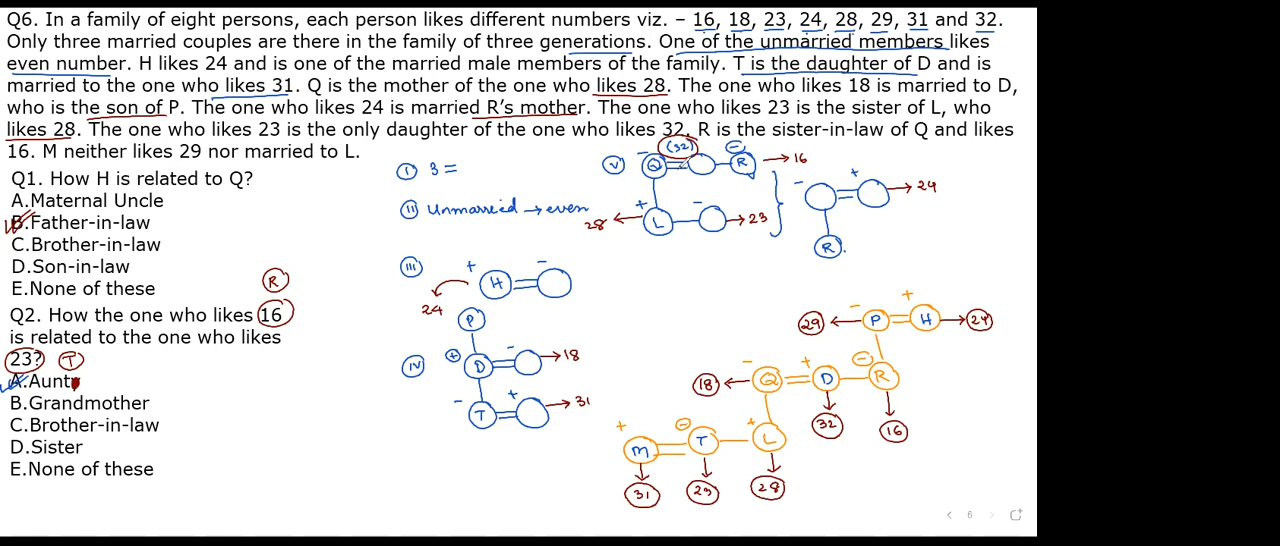 Q6. In a family of eight persons, each person likes different numbers viz. – 16, 18, 23, 24, 28, 29, 31 and 32.
Only three married couples are there in the family of three generations. One of the unmarried members likes
even number. H likes 24 and is one of the married male members of the family. T is the daughter of D and is
married to the one who likes 31. Q is the mother of the one who likes 28. The one who likes 18 is married to D,
who is the son of P. The one who likes 24 is married R's mother. The one who likes 23 is the sister of L, who
likes 28. The one who likes 23 is the only daughter of the one who likes 32. R is the sister-in-law of Q and likes
16. M neither likes 29 nor married to L.
Q1. How H is related to Q?
A.Maternal Uncle
B.Father-in-law
C.Brother-in-law
D.Son-in-law
E.None of these
R
Q2. How the one who likes 16
is related to the one who likes
23? T
A.Aunt
B.Grandmother
C.Brother-in-law
D.Sister
E.None of these
(I) 3 =
(II) Unmarried → even
(III) + H = -
24
(IV) P
+ D = - → 18
- T = + → 31
(V) - Q = (32) - R → 16
28 ← + L - → 23
- = + → 24
R
29 ← - P = H + → 24
18 ← - Q = D + - R
32 16
+ M = T - + L
31 23 28
6